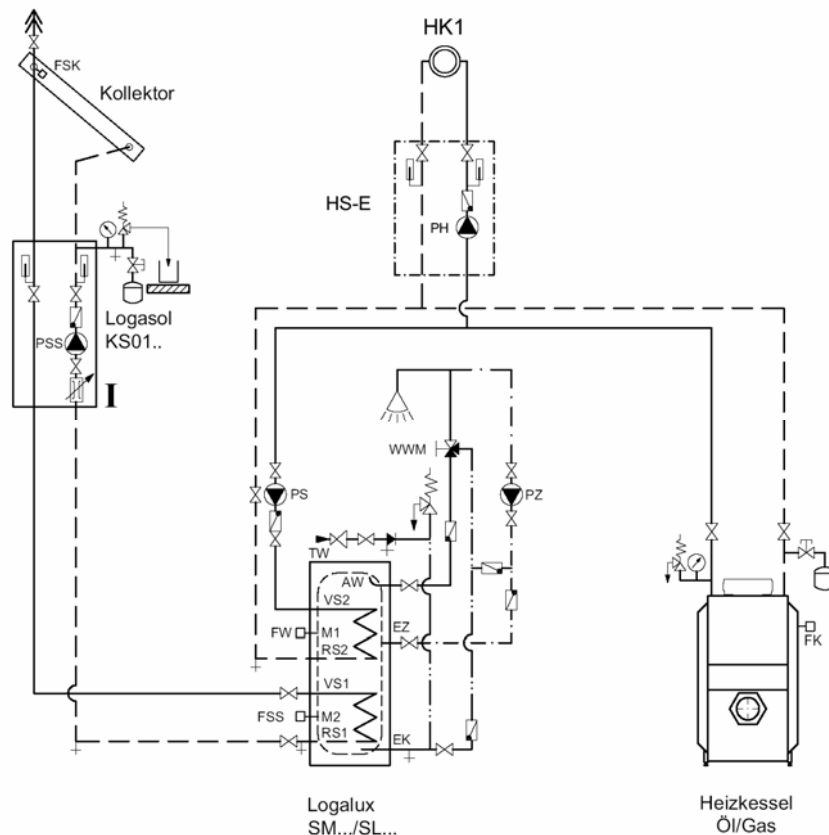 HK1
FSK
Kollektor
HS-E
PH
Logasol
KS01..
PSS
I
WWM
PS
PZ
TW
AW
VS2
FW
M1
EZ
RS2
FK
VS1
FSS
M2
RS1
EK
Logalux
SM.../SL...
Heizkessel
Öl/Gas